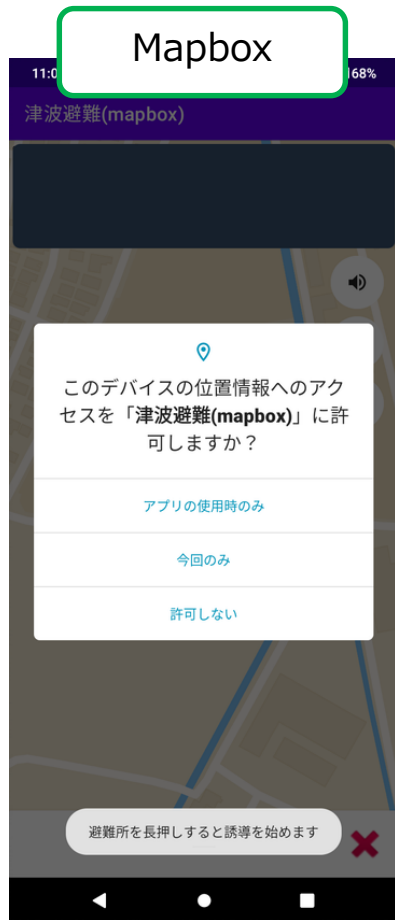 Mapbox
11:0
68%
津波避難(mapbox)
このデバイスの位置情報へのアク
セスを「津波避難(mapbox)」に許
可しますか？
アプリの使用時のみ
今回のみ
許可しない
避難所を長押しすると誘導を始めます